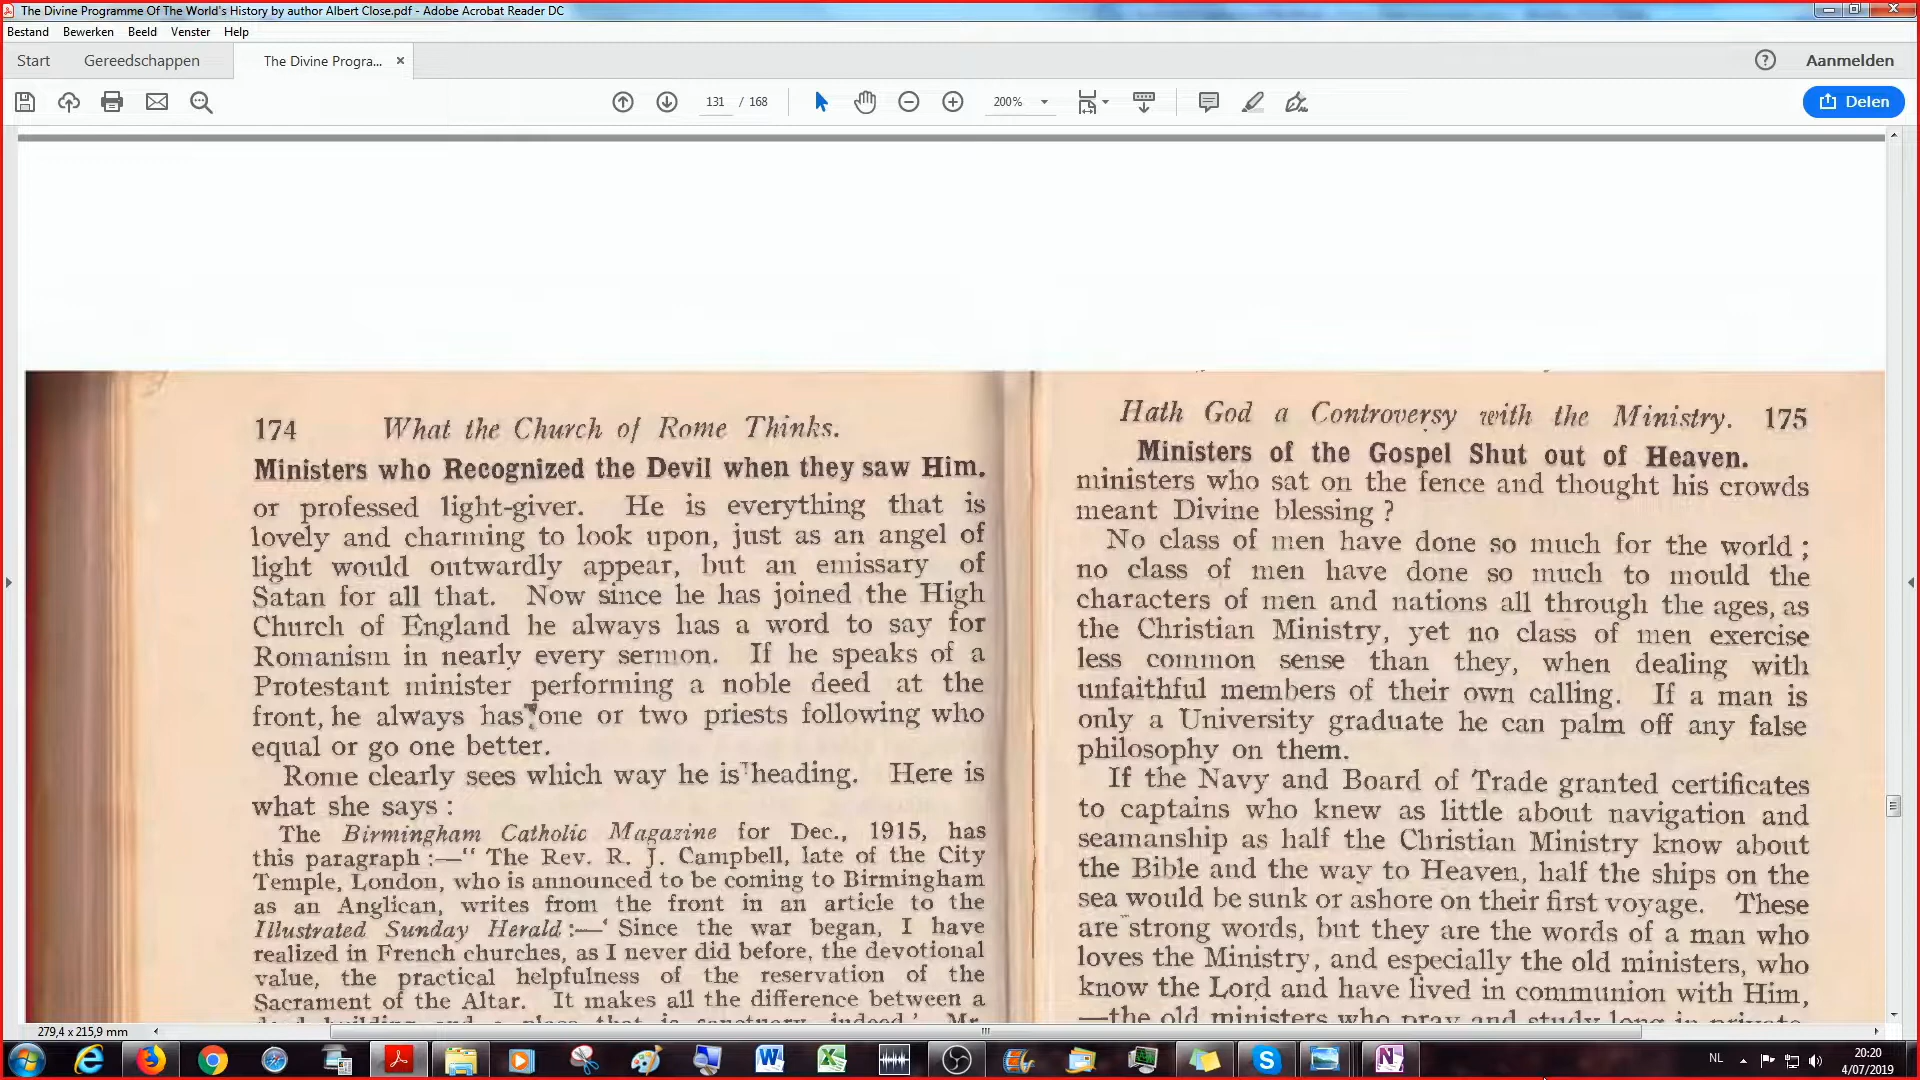 The Divine Programme Of The World's History by author Albert Close.pdf - Adobe Acrobat Reader DC
Bestand Bewerken Beeld Venster Help
Start Gereedschappen The Divine Progra... × Aanmelden
131 / 168 200% Delen
174 What the Church of Rome Thinks.
Ministers who Recognized the Devil when they saw Him.
or professed light-giver. He is everything that is
lovely and charming to look upon, just as an angel of
light would outwardly appear, but an emissary of
Satan for all that. Now since he has joined the High
Church of England he always has a word to say for
Romanism in nearly every sermon. If he speaks of a
Protestant minister performing a noble deed at the
front, he always has one or two priests following who
equal or go one better.
Rome clearly sees which way he is heading. Here is
what she says :
The Birmingham Catholic Magazine for Dec., 1915, has
this paragraph :—" The Rev. R. J. Campbell, late of the City
Temple, London, who is announced to be coming to Birmingham
as an Anglican, writes from the front in an article to the
Illustrated Sunday Herald :—' Since the war began, I have
realized in French churches, as I never did before, the devotional
value, the practical helpfulness of the reservation of the
Sacrament of the Altar. It makes all the difference between a
Hath God a Controversy with the Ministry. 175
Ministers of the Gospel Shut out of Heaven.
ministers who sat on the fence and thought his crowds
meant Divine blessing ?
No class of men have done so much for the world ;
no class of men have done so much to mould the
characters of men and nations all through the ages, as
the Christian Ministry, yet no class of men exercise
less common sense than they, when dealing with
unfaithful members of their own calling. If a man is
only a University graduate he can palm off any false
philosophy on them.
If the Navy and Board of Trade granted certificates
to captains who knew as little about navigation and
seamanship as half the Christian Ministry know about
the Bible and the way to Heaven, half the ships on the
sea would be sunk or ashore on their first voyage. These
are strong words, but they are the words of a man who
loves the Ministry, and especially the old ministers, who
know the Lord and have lived in communion with Him,
—the old ministers who pray and study long in private
279,4 x 215,9 mm
NL 20:20
4/07/2019